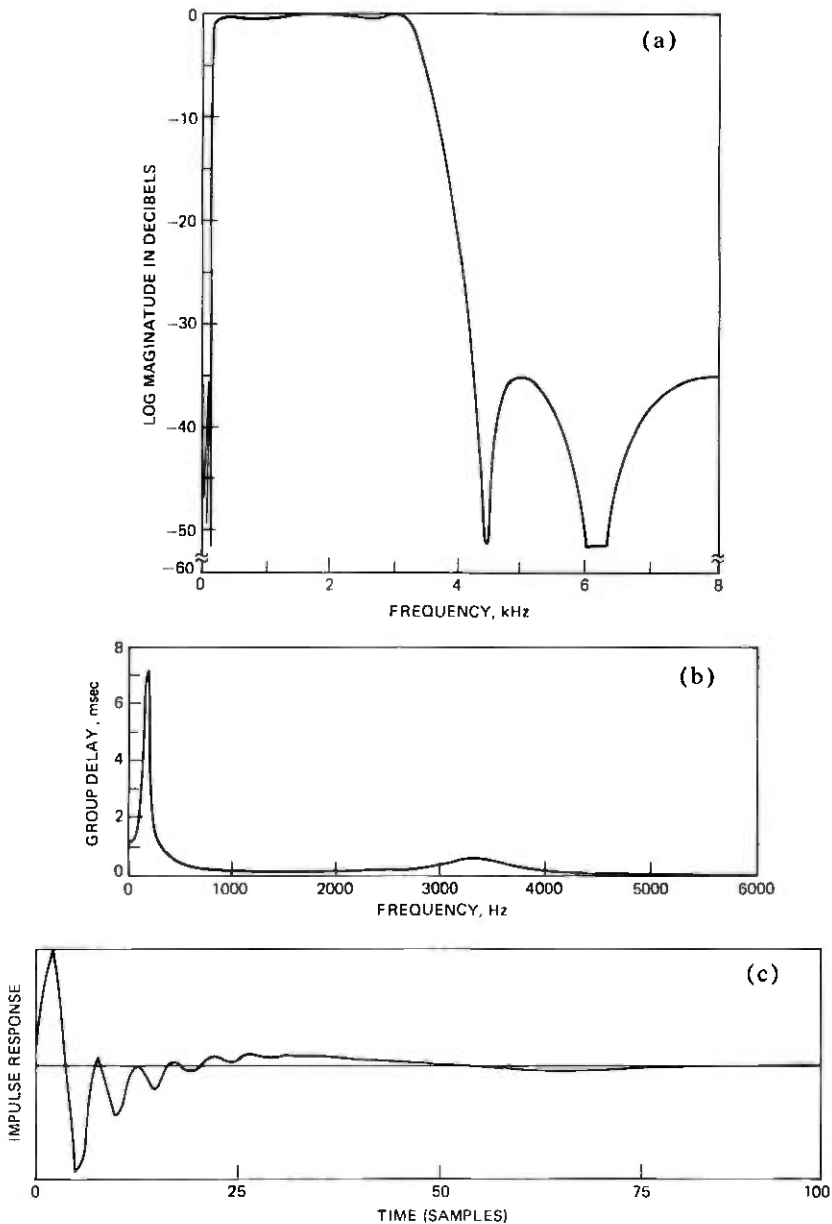 (a)
LOG MAGINATUDE IN DECIBELS
0
−10
−20
−30
−40
−50
−60
0 2 4 6 8
FREQUENCY, kHz
(b)
GROUP DELAY, msec
8
6
4
2
0
0 1000 2000 3000 4000 5000 6000
FREQUENCY, Hz
(c)
IMPULSE RESPONSE
0 25 50 75 100
TIME (SAMPLES)